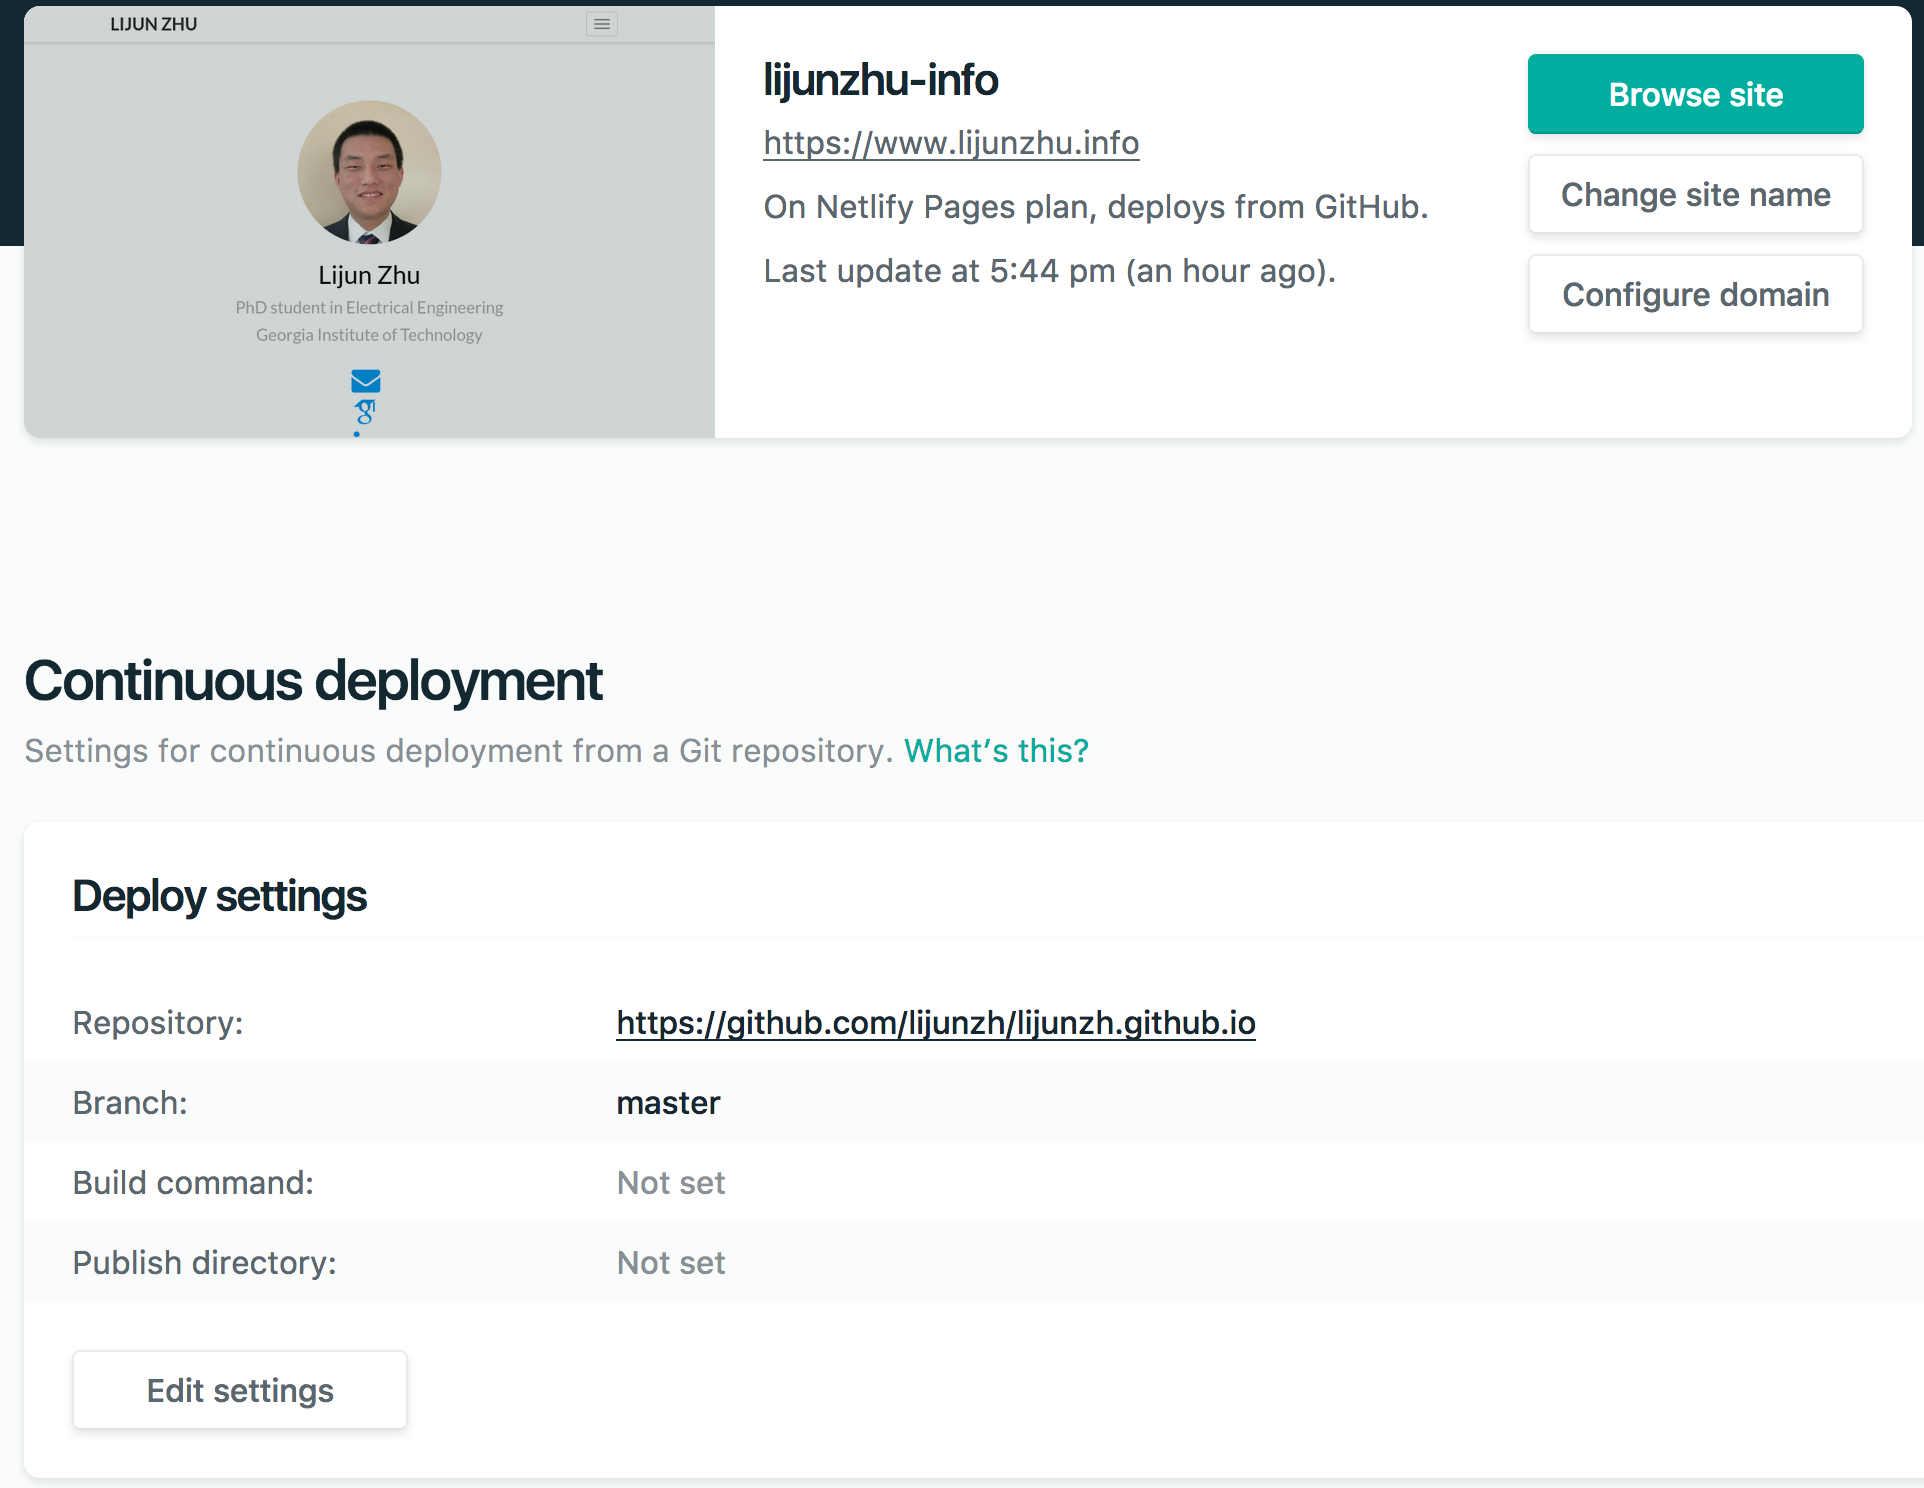 LIJUN ZHU
Lijun Zhu
PhD student in Electrical Engineering
Georgia Institute of Technology
lijunzhu-info
https://www.lijunzhu.info
On Netlify Pages plan, deploys from GitHub.
Last update at 5:44 pm (an hour ago).
Browse site
Change site name
Configure domain
Continuous deployment
Settings for continuous deployment from a Git repository. What's this?
Deploy settings
Repository: https://github.com/lijunzh/lijunzh.github.io
Branch: master
Build command: Not set
Publish directory: Not set
Edit settings